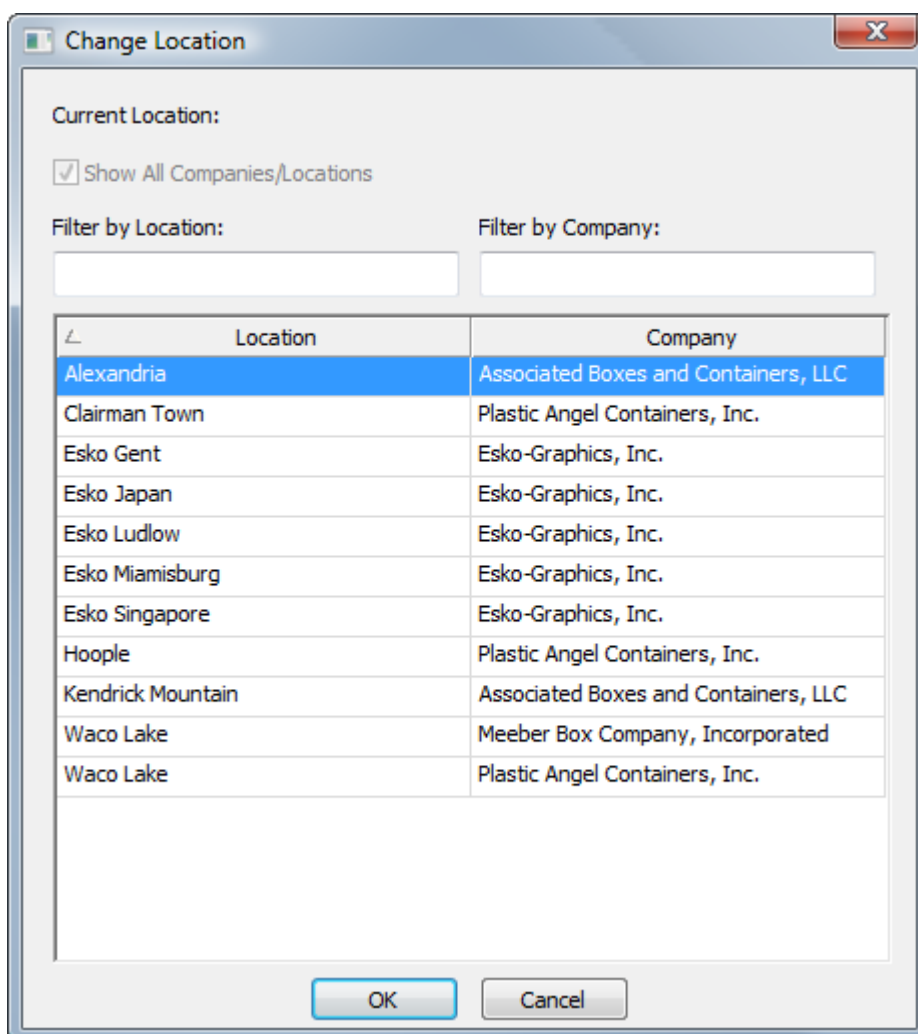 Change Location
Current Location:
Show All Companies/Locations
Filter by Location: Filter by Company:
Location Company
Alexandria Associated Boxes and Containers, LLC
Clairman Town Plastic Angel Containers, Inc.
Esko Gent Esko-Graphics, Inc.
Esko Japan Esko-Graphics, Inc.
Esko Ludlow Esko-Graphics, Inc.
Esko Miamisburg Esko-Graphics, Inc.
Esko Singapore Esko-Graphics, Inc.
Hoople Plastic Angel Containers, Inc.
Kendrick Mountain Associated Boxes and Containers, LLC
Waco Lake Meeber Box Company, Incorporated
Waco Lake Plastic Angel Containers, Inc.
OK Cancel